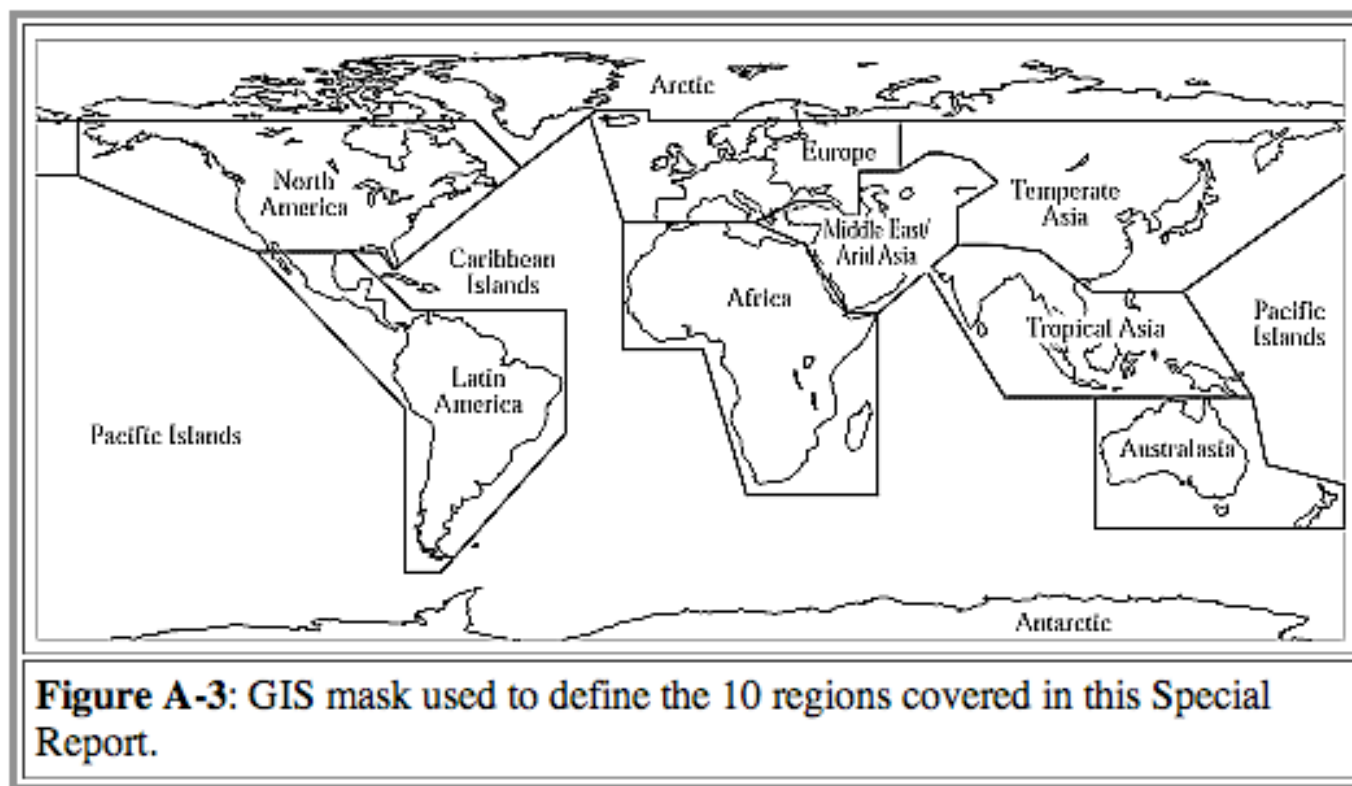 Arctic
Europe
North
America
Temperate
Asia
Middle East/
Arid Asia
Caribbean
Islands
Africa
Pacific
Islands
Tropical Asia
Latin
America
Pacific Islands
Australasia
Antarctic
Figure A-3: GIS mask used to define the 10 regions covered in this Special
Report.